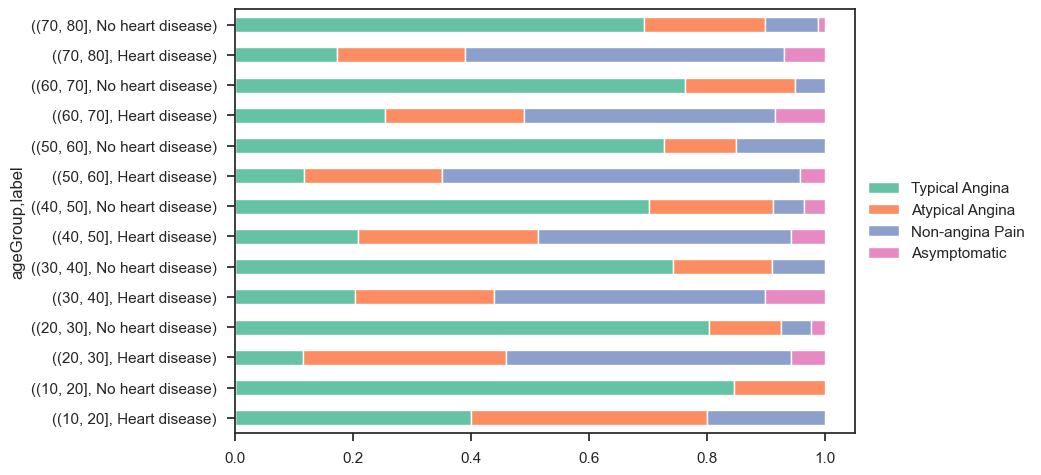 ((70, 80], No heart disease)
((70, 80], Heart disease)
((60, 70], No heart disease)
((60, 70], Heart disease)
((50, 60], No heart disease)
((50, 60], Heart disease)
((40, 50], No heart disease)
((40, 50], Heart disease)
((30, 40], No heart disease)
((30, 40], Heart disease)
((20, 30], No heart disease)
((20, 30], Heart disease)
((10, 20], No heart disease)
((10, 20], Heart disease)
ageGroup,label
0.0 0.2 0.4 0.6 0.8 1.0
Typical Angina
Atypical Angina
Non-angina Pain
Asymptomatic